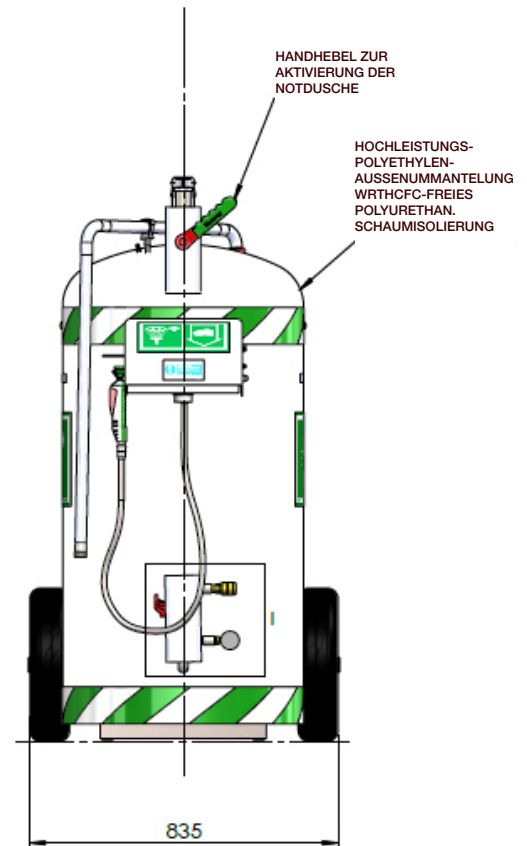 HANDHEBEL ZUR
AKTIVIERUNG DER
NOTDUSCHE
HOCHLEISTUNGS-
POLYETHYLEN-
AUSSENUMMANTELUNG
WRTHCFC-FREIES
POLYURETHAN.
SCHAUMISOLIERUNG
I
835